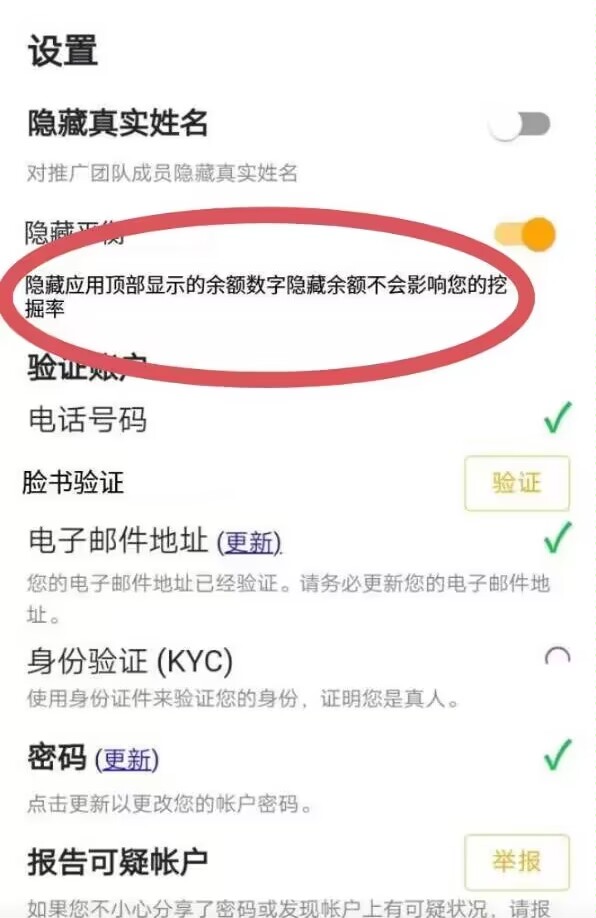 设置
隐藏真实姓名
对推广团队成员隐藏真实姓名
隐藏平衡
隐藏应用顶部显示的余额数字隐藏余额不会影响您的挖
掘率
验证账户
电话号码
脸书验证
验证
电子邮件地址 (更新)
您的电子邮件地址已经验证。请务必更新您的电子邮件地
址。
身份验证 (KYC)
使用身份证件来验证您的身份，证明您是真人。
密码 (更新)
点击更新以更改您的帐户密码。
报告可疑帐户
举报
如果您不小心分享了密码或发现帐户上有可疑状况，请报